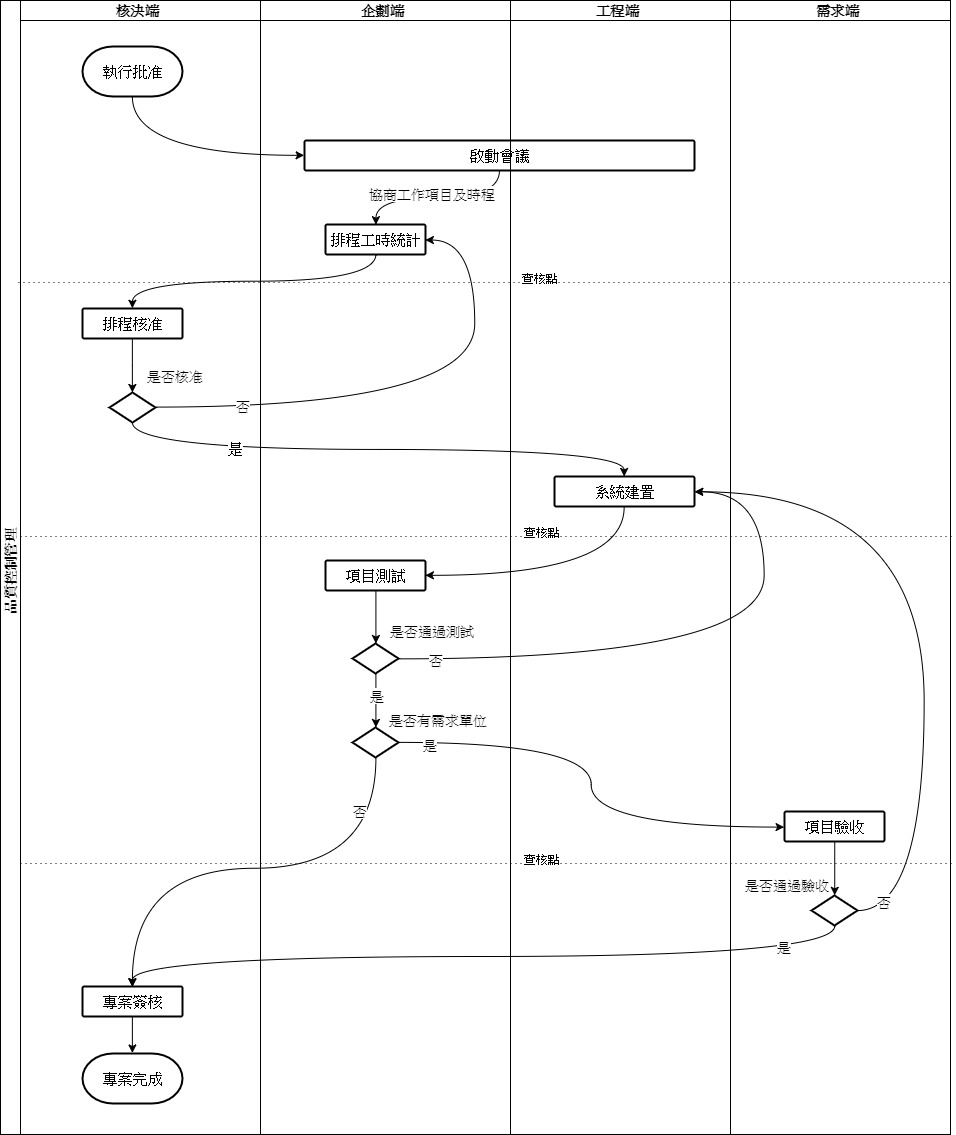 核決端
企劃端
工程端
需求端
執行批准
啟動會議
協商工作項目及時程
排程工時統計
查核點
排程核准
是否核准
否
是
系統建置
查核點
品質控制管理
項目測試
是否通過測試
否
是
是否有需求單位
是
否
項目驗收
查核點
是否通過驗收
否
是
專案簽核
專案完成